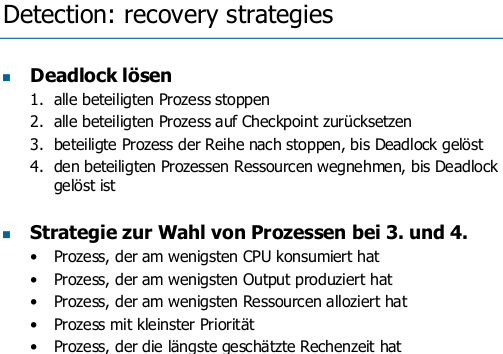 Detection: recovery strategies
Deadlock lösen
1. alle beteiligten Prozess stoppen
2. alle beteiligten Prozess auf Checkpoint zurücksetzen
3. beteiligte Prozess der Reihe nach stoppen, bis Deadlock gelöst
4. den beteiligten Prozessen Ressourcen wegnehmen, bis Deadlock
gelöst ist
Strategie zur Wahl von Prozessen bei 3. und 4.
• Prozess, der am wenigsten CPU konsumiert hat
• Prozess, der am wenigsten Output produziert hat
• Prozess, der am wenigsten Ressourcen alloziert hat
• Prozess mit kleinster Priorität
• Prozess, der die längste geschätzte Rechenzeit hat